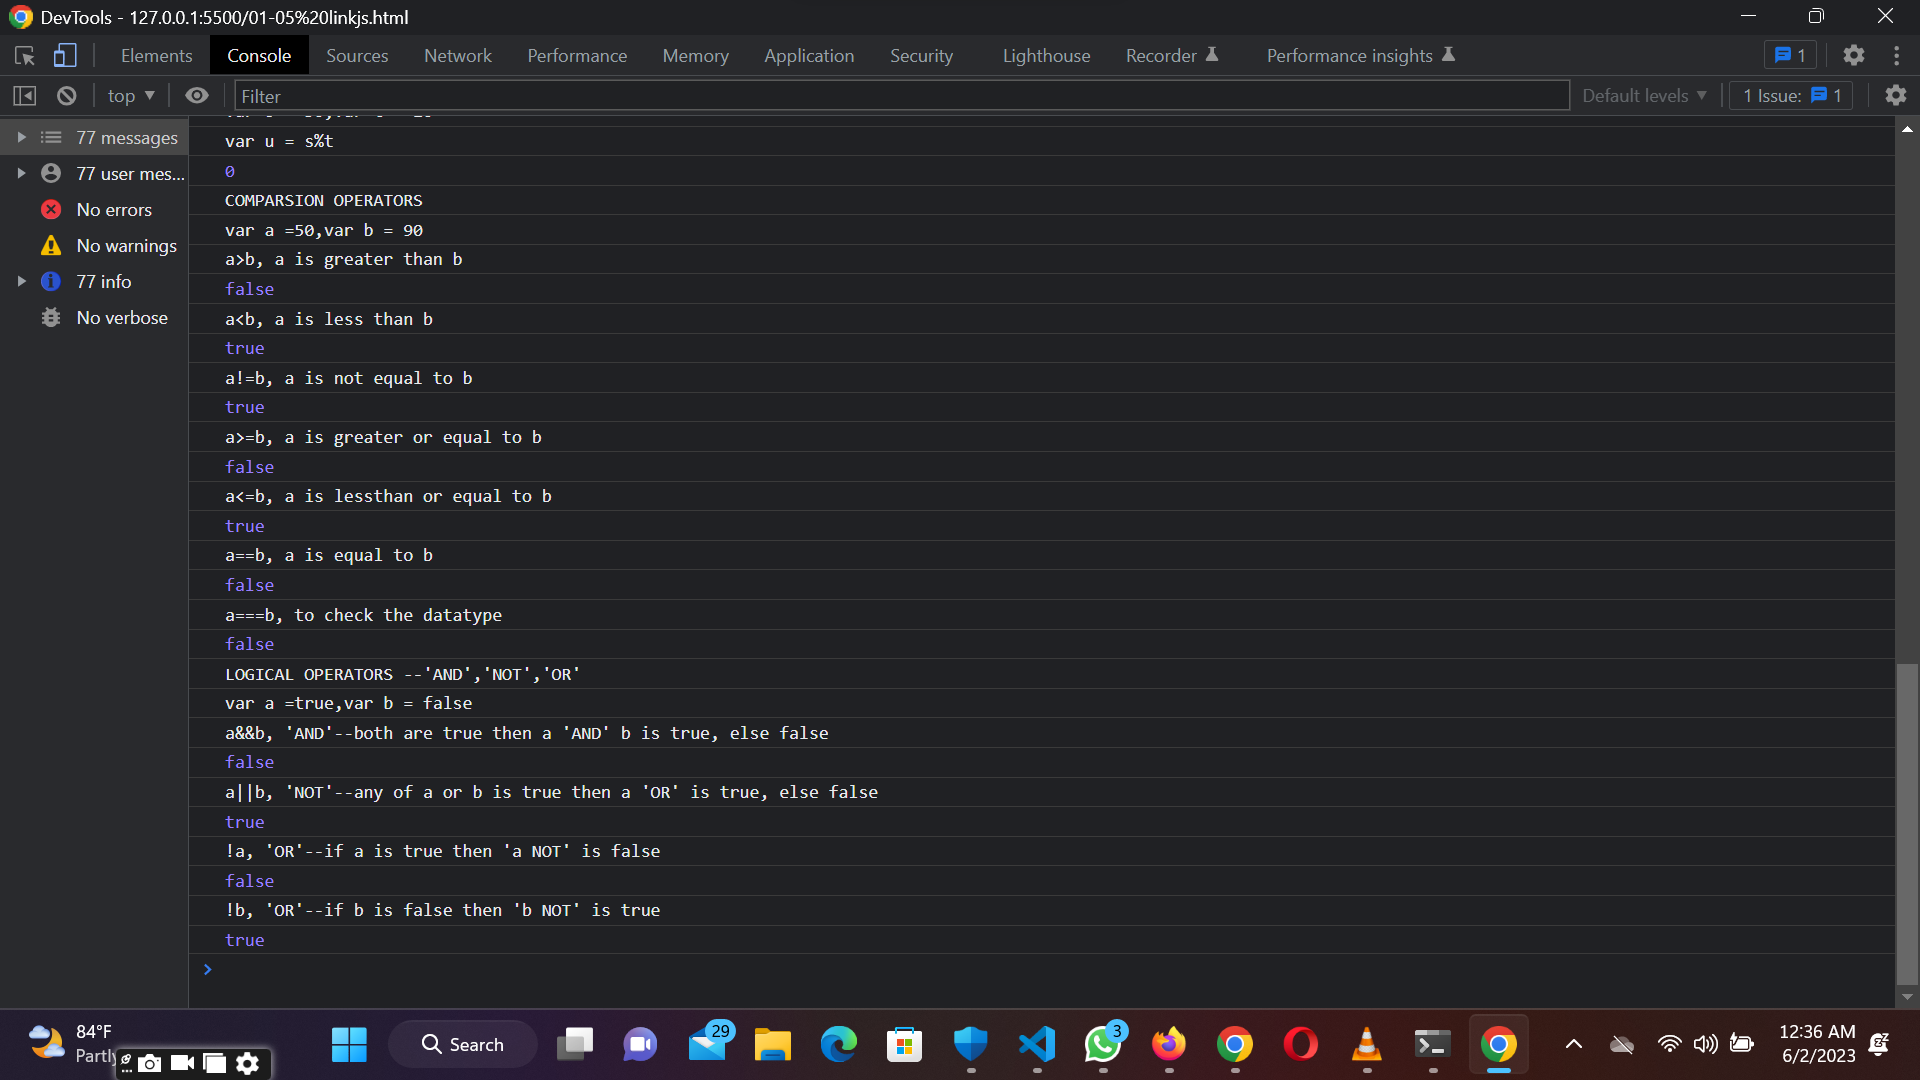 DevTools - 127.0.0.1:5500/01-05%20linkjs.html
Elements Console Sources Network Performance Memory Application Security Lighthouse Recorder Performance insights 1
top Filter Default levels 1 Issue: 1
77 messages
77 user mes...
No errors
No warnings
77 info
No verbose
var u = s%t
0
COMPARSION OPERATORS
var a =50,var b = 90
a>b, a is greater than b
false
a<b, a is less than b
true
a!=b, a is not equal to b
true
a>=b, a is greater or equal to b
false
a<=b, a is lessthan or equal to b
true
a==b, a is equal to b
false
a===b, to check the datatype
false
LOGICAL OPERATORS --'AND','NOT','OR'
var a =true,var b = false
a&&b, 'AND'--both are true then a 'AND' b is true, else false
false
a||b, 'NOT'--any of a or b is true then a 'OR' is true, else false
true
!a, 'OR'--if a is true then 'a NOT' is false
false
!b, 'OR'--if b is false then 'b NOT' is true
true
84°F
Partly
Search
29
3
12:36 AM
6/2/2023